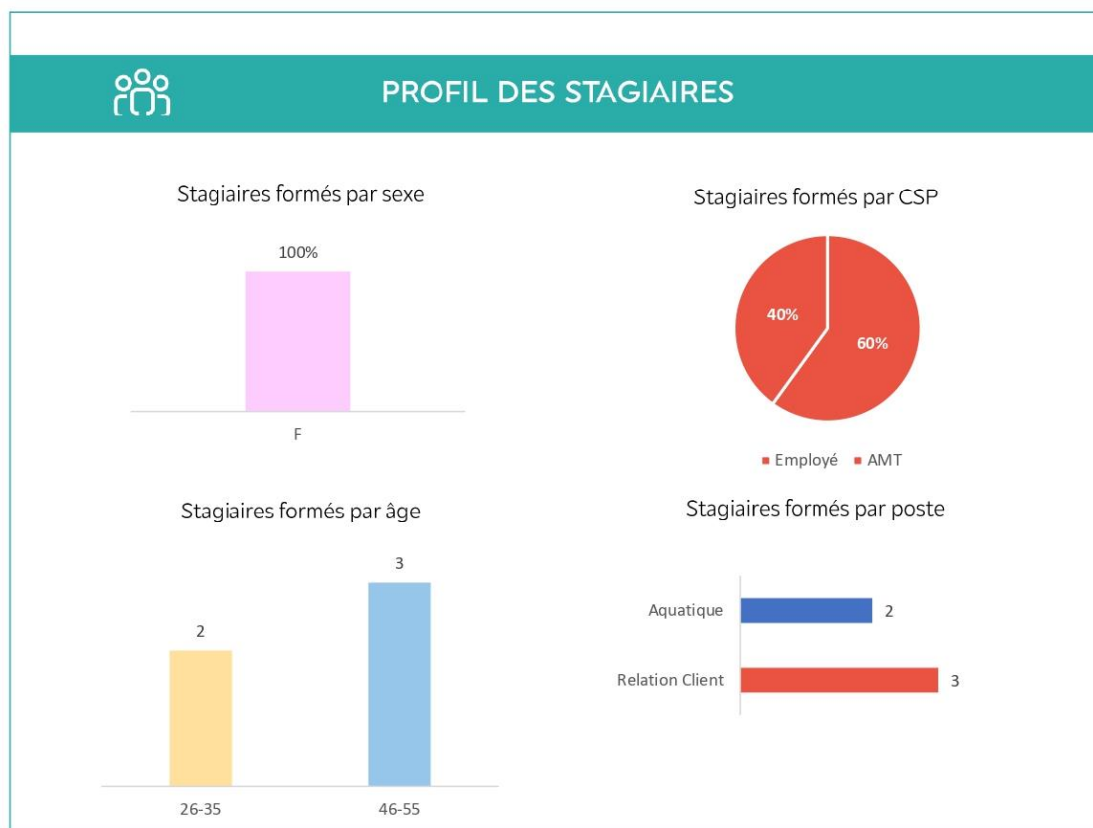 PROFIL DES STAGIAIRES
Stagiaires formés par sexe
100%
F
Stagiaires formés par CSP
40%
60%
Employé AMT
Stagiaires formés par âge
2
3
26-35 46-55
Stagiaires formés par poste
Aquatique 2
Relation Client 3